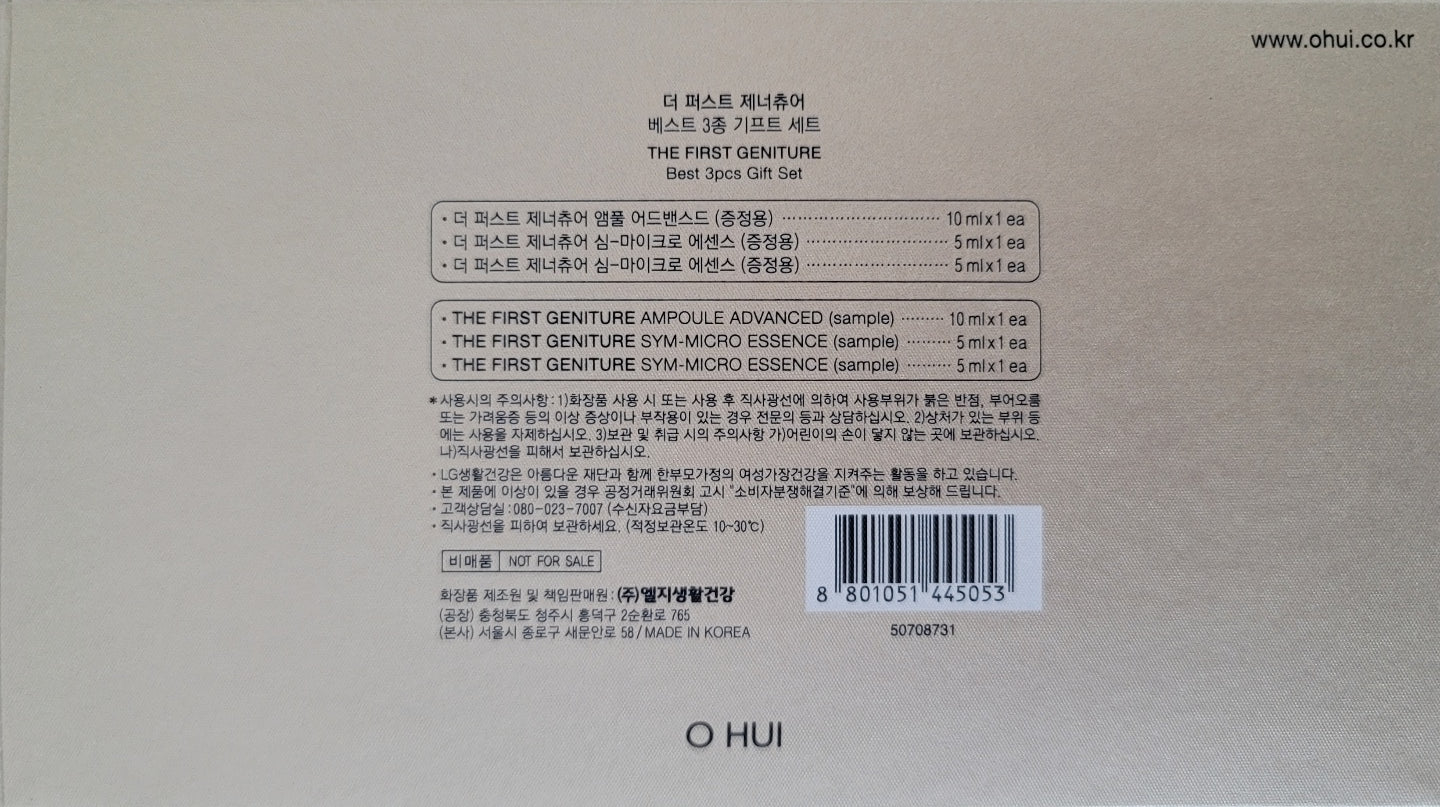 www.ohui.co.kr
더 퍼스트 제너츄어
베스트 3종 기프트 세트
THE FIRST GENITURE
Best 3pcs Gift Set
• 더 퍼스트 제너츄어 앰풀 어드밴스드 (증정용) ······························ 10 ml x 1 ea
• 더 퍼스트 제너츄어 심-마이크로 에센스 (증정용) ··························· 5 ml x 1 ea
• 더 퍼스트 제너츄어 심-마이크로 에센스 (증정용) ··························· 5 ml x 1 ea
• THE FIRST GENITURE AMPOULE ADVANCED (sample) ········· 10 ml x 1 ea
• THE FIRST GENITURE SYM-MICRO ESSENCE (sample) ········· 5 ml x 1 ea
• THE FIRST GENITURE SYM-MICRO ESSENCE (sample) ········· 5 ml x 1 ea
* 사용시의 주의사항 : 1)화장품 사용 시 또는 사용 후 직사광선에 의하여 사용부위가 붉은 반점, 부어오름
또는 가려움증 등의 이상 증상이나 부작용이 있는 경우 전문의 등과 상담하십시오. 2)상처가 있는 부위 등
에는 사용을 자제하십시오. 3)보관 및 취급 시의 주의사항 가)어린이의 손이 닿지 않는 곳에 보관하십시오.
나)직사광선을 피해서 보관하십시오.
• LG생활건강은 아름다운 재단과 함께 한부모가정의 여성가장건강을 지켜주는 활동을 하고 있습니다.
• 본 제품에 이상이 있을 경우 공정거래위원회 고시 "소비자분쟁해결기준"에 의해 보상해 드립니다.
• 고객상담실 : 080-023-7007 (수신자요금부담)
• 직사광선을 피하여 보관하세요. (적정보관온도 10~30℃)
비매품 NOT FOR SALE
화장품 제조원 및 책임판매원 : (주)엘지생활건강
(공장) 충청북도 청주시 흥덕구 2순환로 765
(본사) 서울시 종로구 새문안로 58 / MADE IN KOREA
8 801051 445053
50708731
O HUI